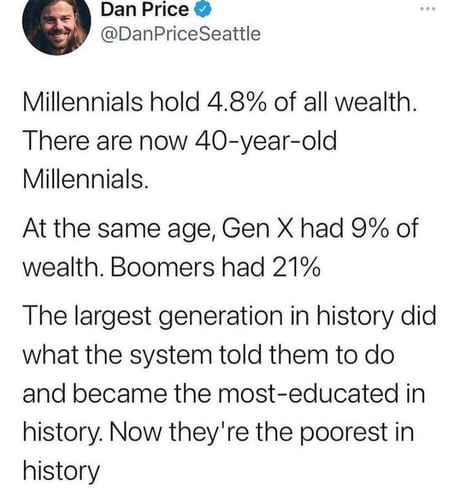 Dan Price
@DanPriceSeattle
Millennials hold 4.8% of all wealth.
There are now 40-year-old
Millennials.
At the same age, Gen X had 9% of
wealth. Boomers had 21%
The largest generation in history did
what the system told them to do
and became the most-educated in
history. Now they're the poorest in
history